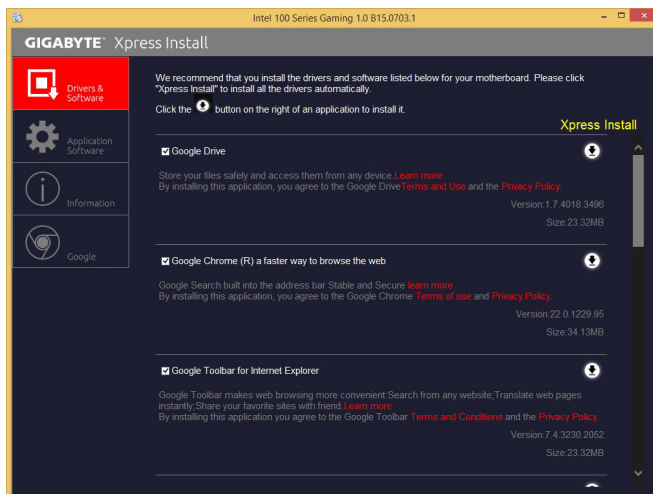 Intel 100 Series Gaming 1.0 B15.0703.1
GIGABYTE™ Xpress Install
Drivers &
Software
Application
Software
Information
Google
We recommend that you install the drivers and software listed below for your motherboard. Please click
"Xpress Install" to install all the drivers automatically.
Click the button on the right of an application to install it.
Xpress Install
Google Drive
Store your files safely and access them from any device.Learn more
By installing this application, you agree to the Google DriveTerms and Use and the Privacy Policy.
Version:1.7.4018.3496
Size:23.32MB
Google Chrome (R) a faster way to browse the web
Google Search built into the address bar Stable and Secure learn more
By installing this application, you agree to the Google Chrome Terms of use and Privacy Policy.
Version:22.0.1229.95
Size:34.13MB
Google Toolbar for Internet Explorer
Google Toolbar makes web browsing more convenient:Search from any website;Translate web pages
instantly;Share your favorite sites with friend.Learn more
By installing this application you agree to the Google Toolbar Terms and Conditions and the Privacy Policy.
Version:7.4.3230.2052
Size:23.32MB